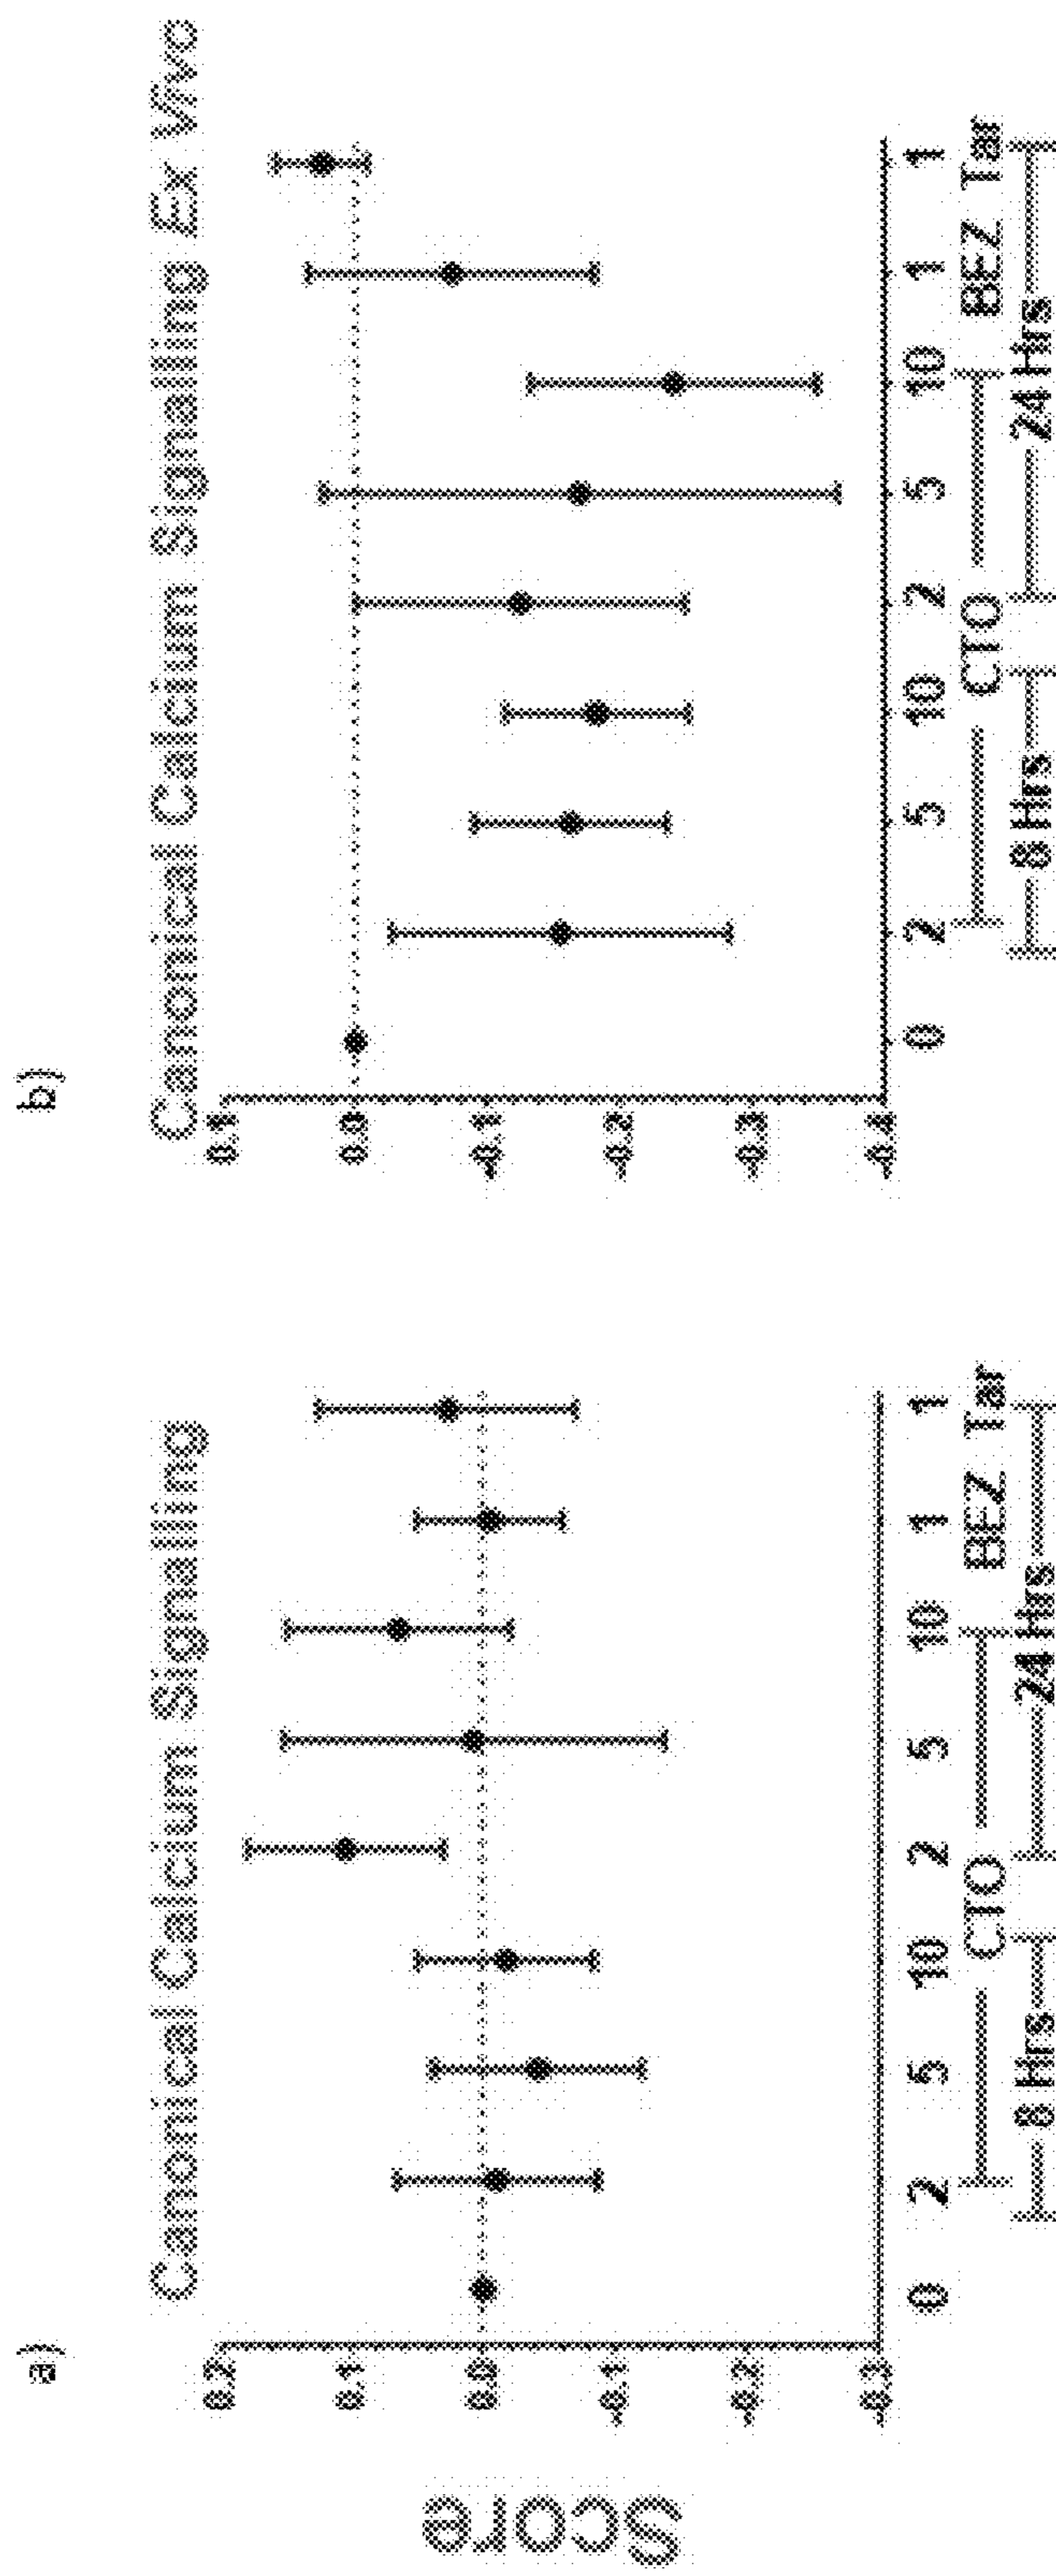 a)
Canonical Calcium Signalling
Score
0.2
0.1
0.0
-0.1
-0.2
-0.3
0 2 5 10 2 5 10 1 1
CTO BEZ Tar
8 Hrs 24 Hrs
b)
Canonical Calcium Signalling Ex Vivo
0.1
0.0
-0.1
-0.2
-0.3
-0.4
0 2 5 10 2 5 10 1 1
CTO BEZ Tar
8 Hrs 24 Hrs